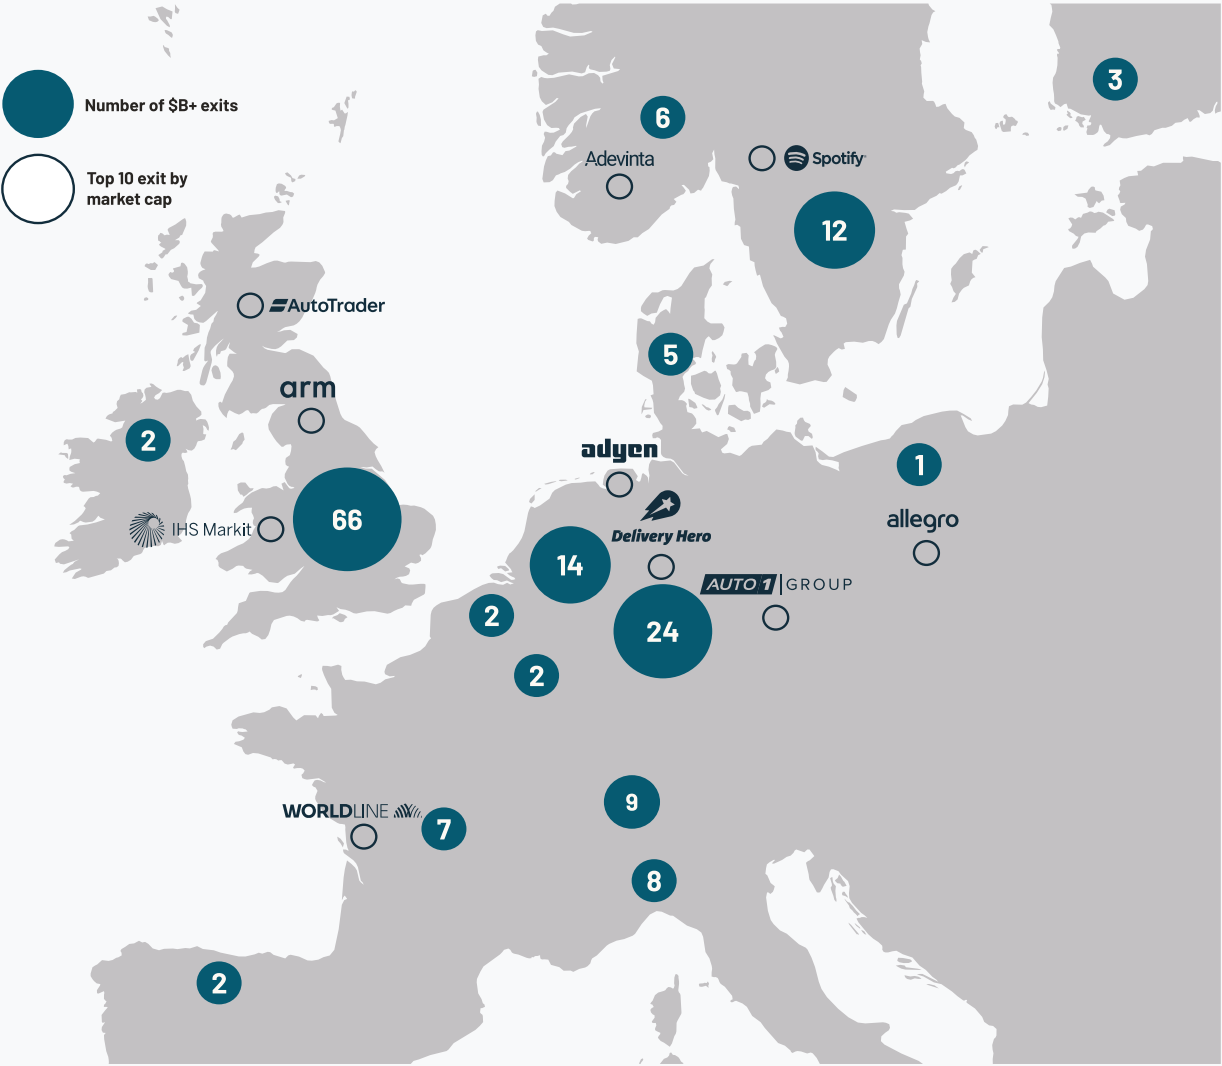 Number of $B+ exits
Top 10 exit by
market cap
3
6
Adevinta
Spotify
12
AutoTrader
5
arm
2
adyen
1
66
IHS Markit
Delivery Hero
allegro
14
AUTO1 GROUP
2
24
2
9
WORLDLINE
7
8
2